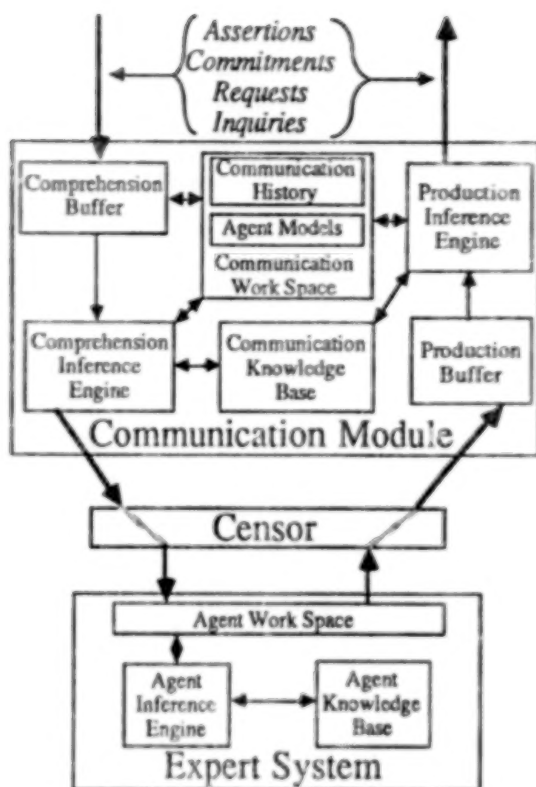 Assertions
Commitments
Requests
Inquiries
Comprehension
Buffer
Communication
History
Agent Models
Communication
Work Space
Production
Inference
Engine
Comprehension
Inference
Engine
Communication
Knowledge
Base
Production
Buffer
Communication Module
Censor
Agent Work Space
Agent
Inference
Engine
Agent
Knowledge
Base
Expert System